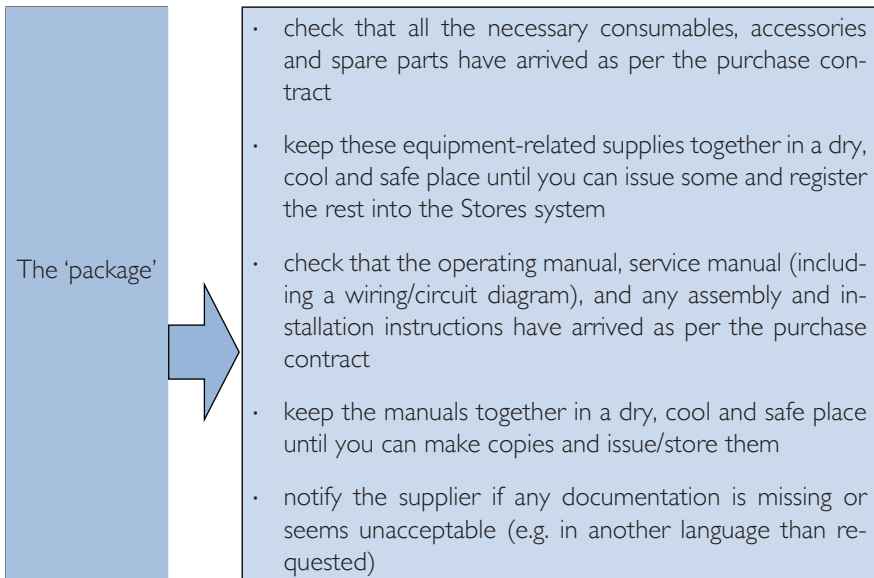 The ‘package’
· check that all the necessary consumables, accessories
and spare parts have arrived as per the purchase con-
tract
· keep these equipment-related supplies together in a dry,
cool and safe place until you can issue some and register
the rest into the Stores system
· check that the operating manual, service manual (includ-
ing a wiring/circuit diagram), and any assembly and in-
stallation instructions have arrived as per the purchase
contract
· keep the manuals together in a dry, cool and safe place
until you can make copies and issue/store them
· notify the supplier if any documentation is missing or
seems unacceptable (e.g. in another language than re-
quested)